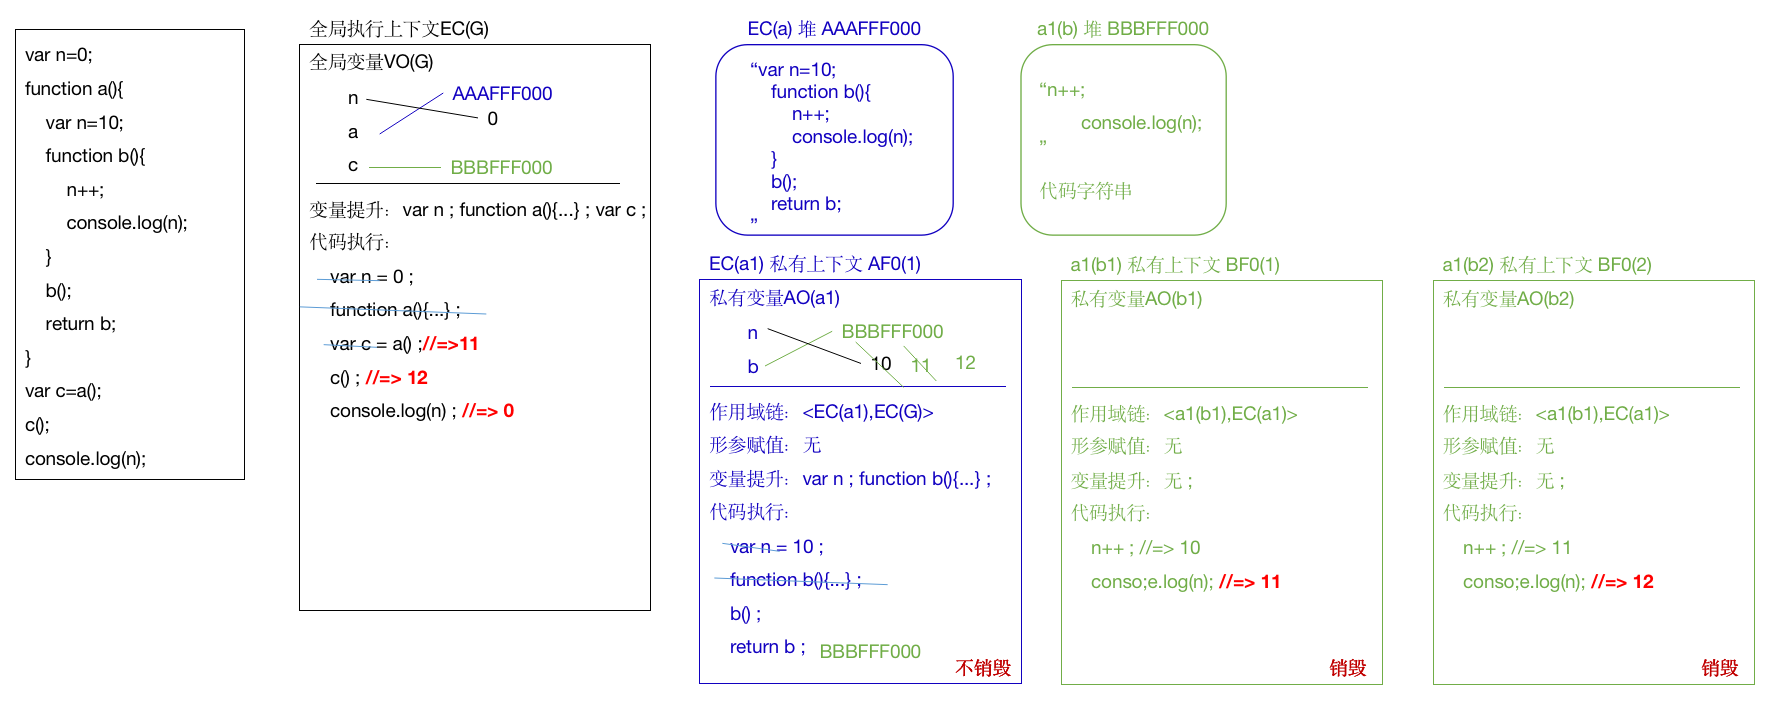 var n=0;
function a(){
var n=10;
function b(){
n++;
console.log(n);
}
b();
return b;
}
var c=a();
c();
console.log(n);
全局执行上下文EC(G)
全局变量VO(G)
n
AAAFFF000
0
a
c
BBBFFF000
变量提升：var n ; function a(){...} ; var c ;
代码执行：
var n = 0 ;
function a(){...} ;
var c = a() ;//=>11
c() ; //=> 12
console.log(n) ; //=> 0
EC(a) 堆 AAAFFF000
“var n=10;
function b(){
n++;
console.log(n);
}
b();
return b;
”
a1(b) 堆 BBBFFF000
“n++;
console.log(n);
”
代码字符串
EC(a1) 私有上下文 AF0(1)
私有变量AO(a1)
n
BBBFFF000
b
10
11
12
作用域链：<EC(a1),EC(G)>
形参赋值：无
变量提升：var n ; function b(){...} ;
代码执行：
var n = 10 ;
function b(){...} ;
b() ;
return b ;
BBBFFF000
不销毁
a1(b1) 私有上下文 BF0(1)
私有变量AO(b1)
作用域链：<a1(b1),EC(a1)>
形参赋值：无
变量提升：无 ;
代码执行：
n++ ; //=> 10
conso;e.log(n); //=> 11
销毁
a1(b2) 私有上下文 BF0(2)
私有变量AO(b2)
作用域链：<a1(b2),EC(a1)>
形参赋值：无
变量提升：无 ;
代码执行：
n++ ; //=> 11
conso;e.log(n); //=> 12
销毁